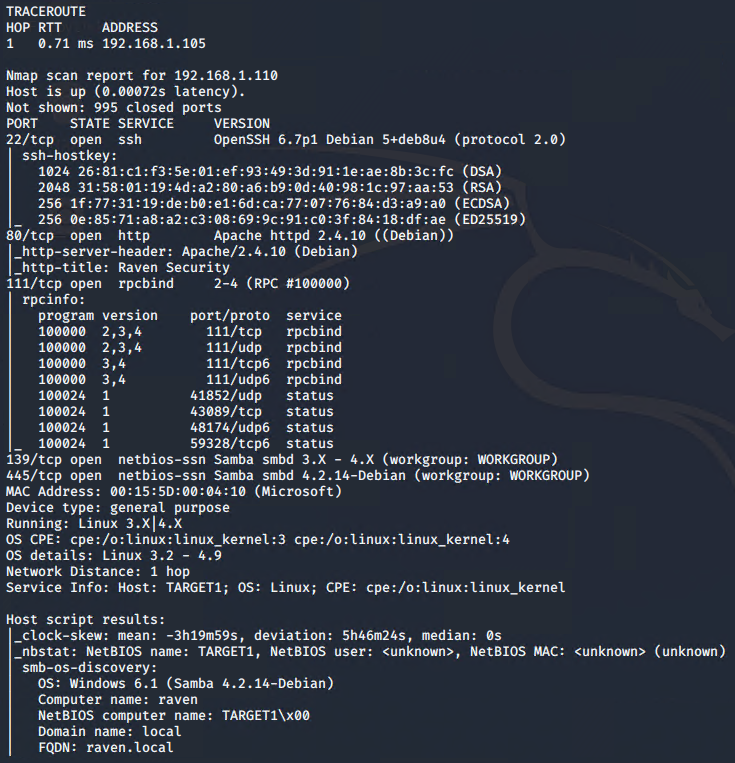 TRACEROUTE
HOP RTT     ADDRESS
1   0.71 ms 192.168.1.105

Nmap scan report for 192.168.1.110
Host is up (0.00072s latency).
Not shown: 995 closed ports
PORT    STATE SERVICE     VERSION
22/tcp  open  ssh         OpenSSH 6.7p1 Debian 5+deb8u4 (protocol 2.0)
| ssh-hostkey:
|   1024 26:81:c1:f3:5e:01:ef:93:49:3d:91:1e:ae:8b:3c:fc (DSA)
|   2048 31:58:01:19:4d:a2:80:a6:b9:0d:40:98:1c:97:aa:53 (RSA)
|   256 1f:77:31:19:de:b0:e1:6d:ca:77:07:76:84:d3:a9:a0 (ECDSA)
|_  256 0e:85:71:a8:a2:c3:08:69:9c:91:c0:3f:84:18:df:ae (ED25519)
80/tcp  open  http        Apache httpd 2.4.10 ((Debian))
|_http-server-header: Apache/2.4.10 (Debian)
|_http-title: Raven Security
111/tcp open  rpcbind     2-4 (RPC #100000)
| rpcinfo:
|   program version    port/proto  service
|   100000  2,3,4        111/tcp   rpcbind
|   100000  2,3,4        111/udp   rpcbind
|   100000  3,4          111/tcp6  rpcbind
|   100000  3,4          111/udp6  rpcbind
|   100024  1          41852/udp   status
|   100024  1          43089/tcp   status
|   100024  1          48174/udp6  status
|_  100024  1          59328/tcp6  status
139/tcp open  netbios-ssn Samba smbd 3.X - 4.X (workgroup: WORKGROUP)
445/tcp open  netbios-ssn Samba smbd 4.2.14-Debian (workgroup: WORKGROUP)
MAC Address: 00:15:5D:00:04:10 (Microsoft)
Device type: general purpose
Running: Linux 3.X|4.X
OS CPE: cpe:/o:linux:linux_kernel:3 cpe:/o:linux:linux_kernel:4
OS details: Linux 3.2 - 4.9
Network Distance: 1 hop
Service Info: Host: TARGET1; OS: Linux; CPE: cpe:/o:linux:linux_kernel

Host script results:
|_clock-skew: mean: -3h19m59s, deviation: 5h46m24s, median: 0s
|_nbstat: NetBIOS name: TARGET1, NetBIOS user: <unknown>, NetBIOS MAC: <unknown> (unknown)
| smb-os-discovery:
|   OS: Windows 6.1 (Samba 4.2.14-Debian)
|   Computer name: raven
|   NetBIOS computer name: TARGET1\x00
|   Domain name: local
|   FQDN: raven.local